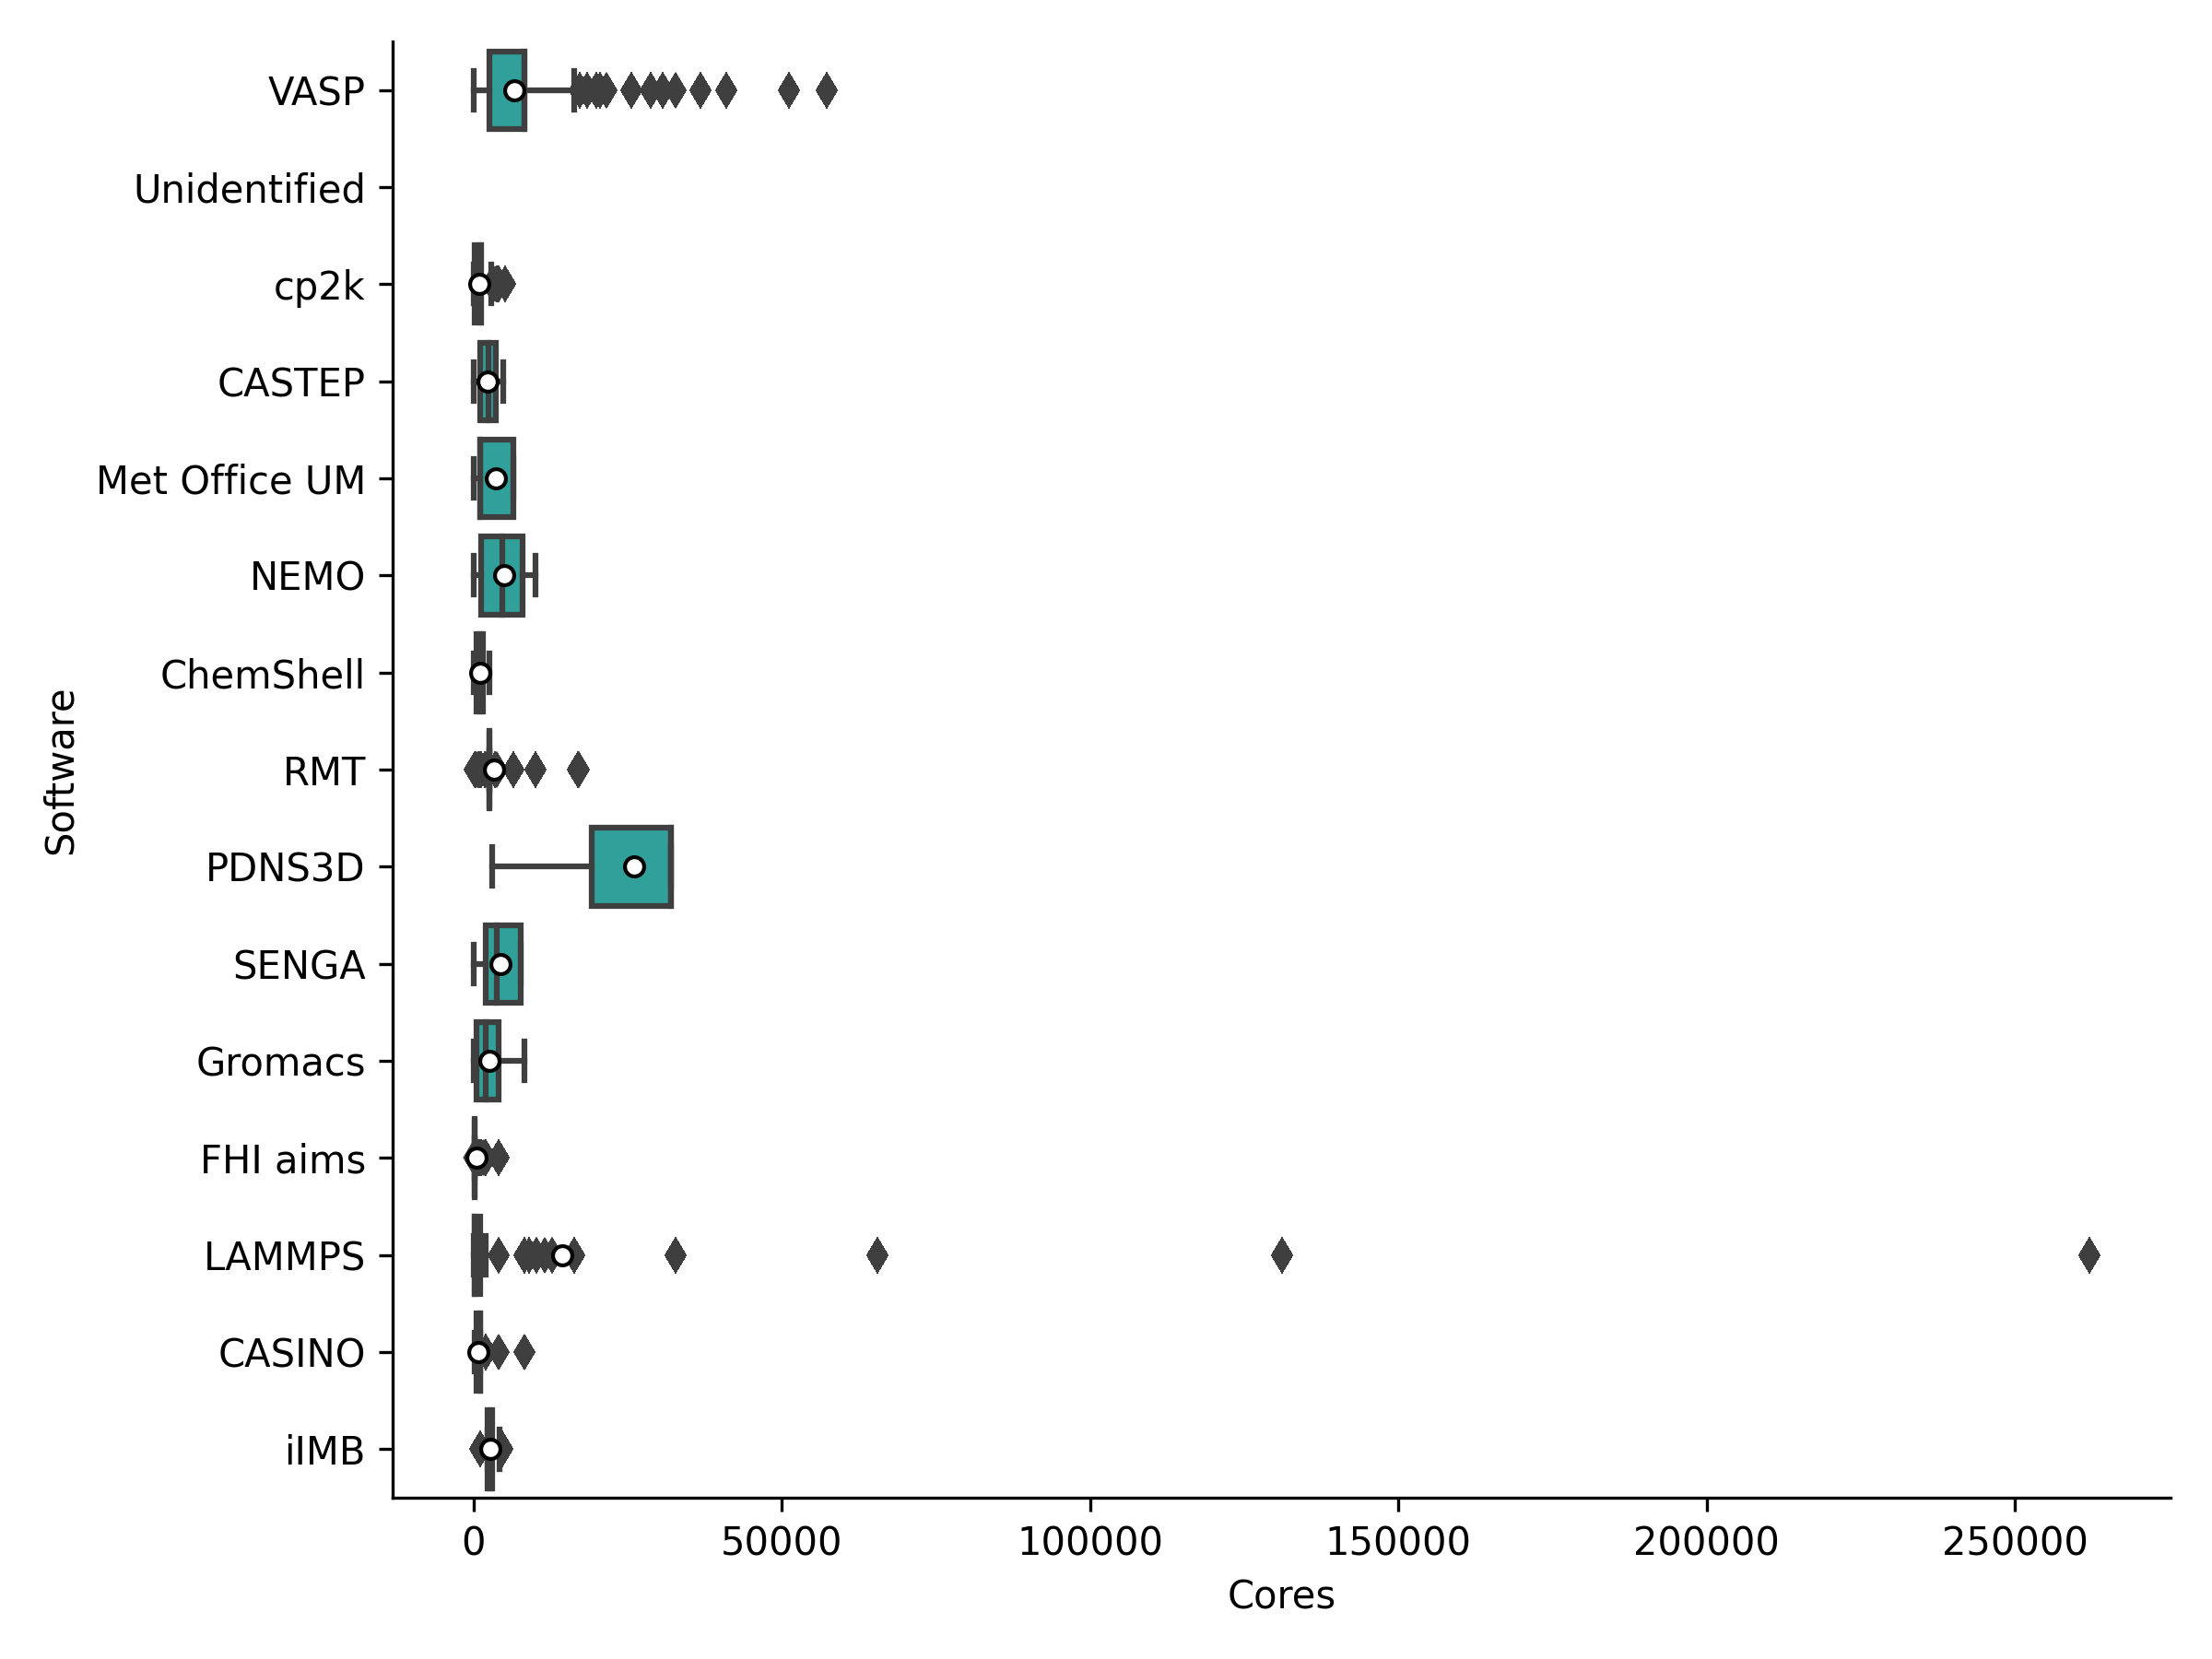 VASP
Unidentified
cp2k
CASTEP
Met Office UM
NEMO
ChemShell
RMT
PDNS3D
SENGA
Gromacs
FHI aims
LAMMPS
CASINO
iIMB
Software
0 50000 100000 150000 200000 250000
Cores